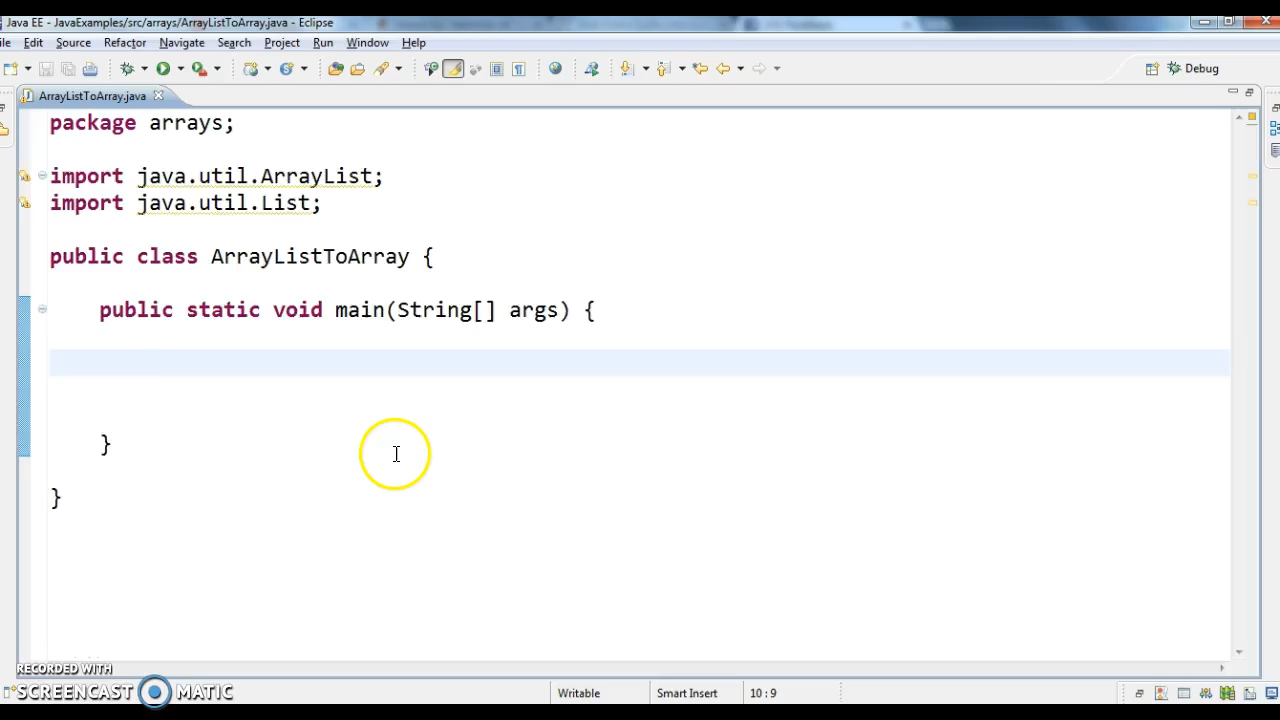 Java EE - JavaExamples/src/arrays/ArrayListToArray.java - Eclipse
ile Edit Source Refactor Navigate Search Project Run Window Help
Debug
ArrayListToArray.java
package arrays;
import java.util.ArrayList;
import java.util.List;
public class ArrayListToArray {
public static void main(String[] args) {
}
}
RECORDED WITH
SCREENCAST MATIC
Writable Smart Insert 10 : 9